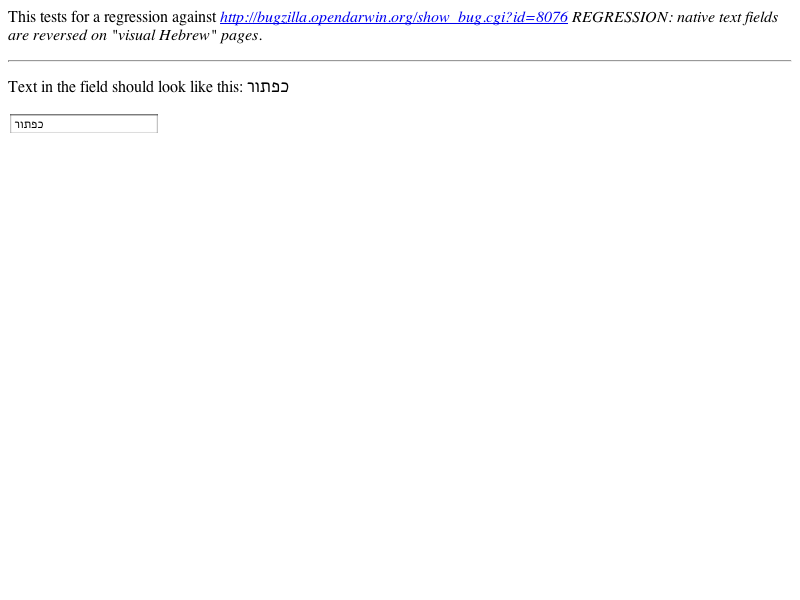 This tests for a regression against http://bugzilla.opendarwin.org/show_bug.cgi?id=8076 REGRESSION: native text fields
are reversed on "visual Hebrew" pages.
Text in the field should look like this: כפתור
כפתור